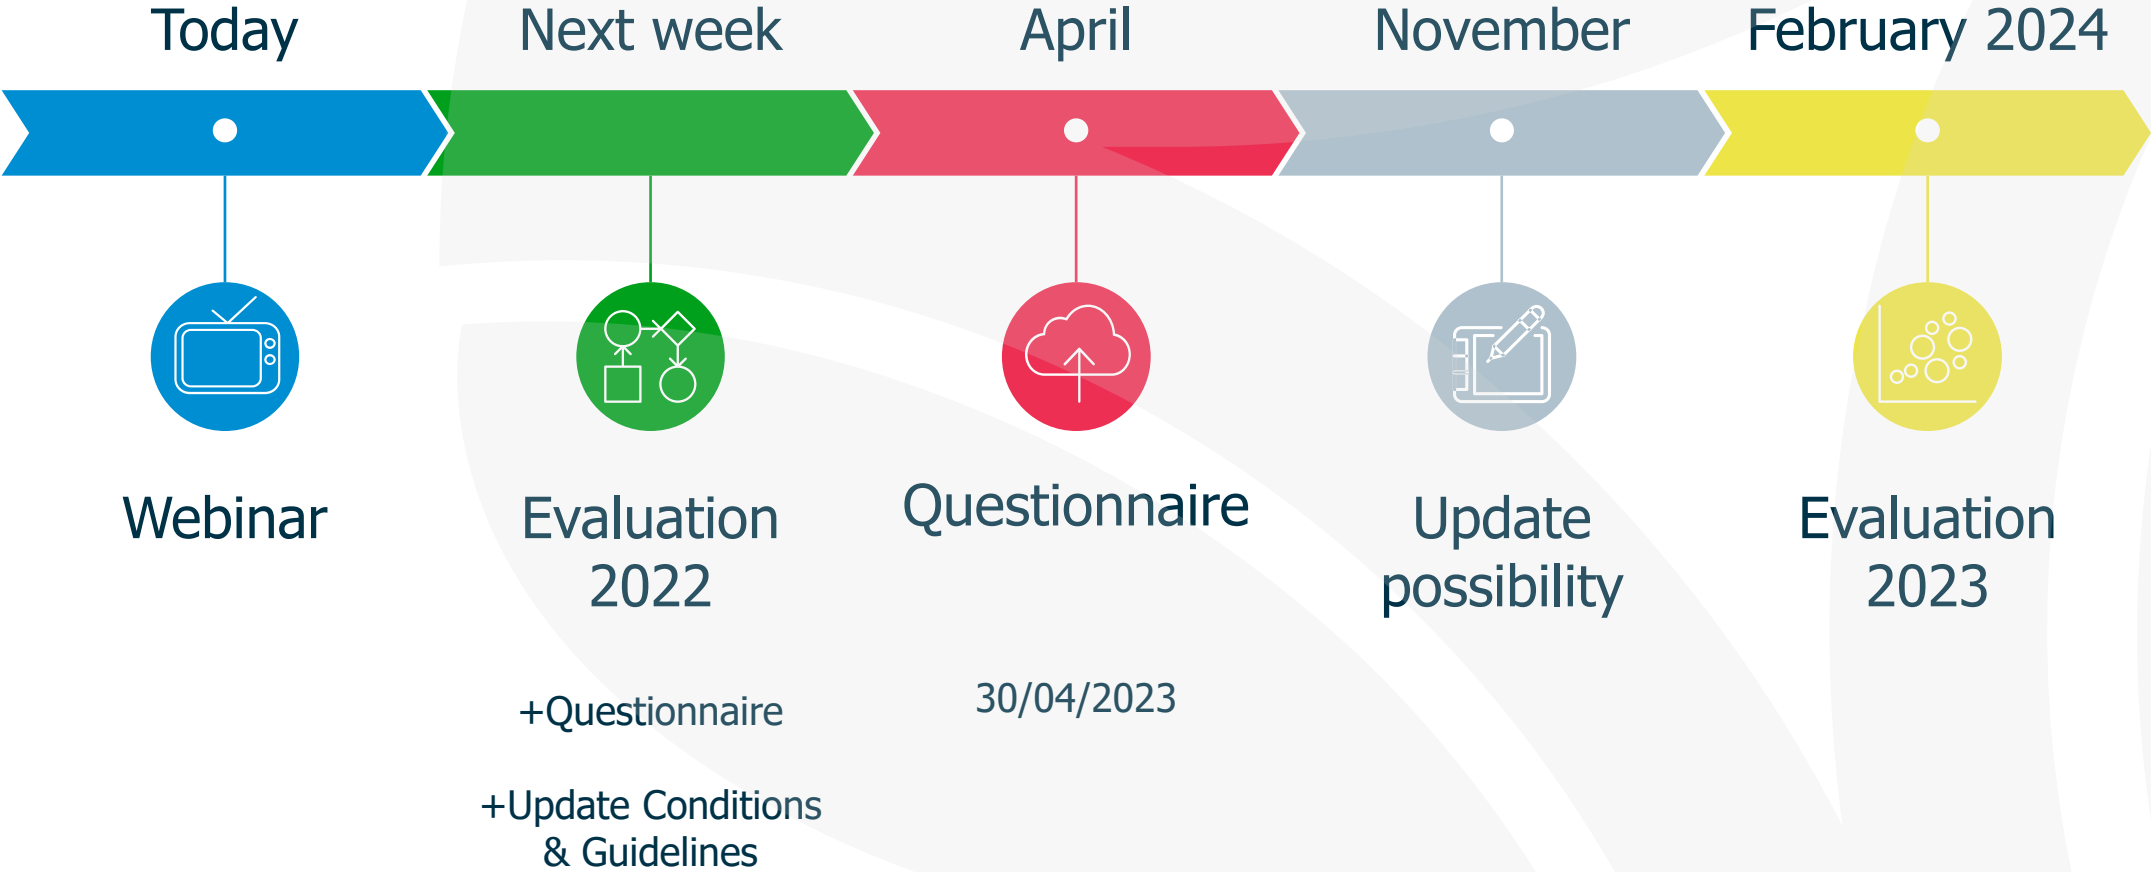 Today
Next week
April
November
February 2024
Webinar
Evaluation
2022
+Questionnaire
+Update Conditions
& Guidelines
Questionnaire
30/04/2023
Update
possibility
Evaluation
2023